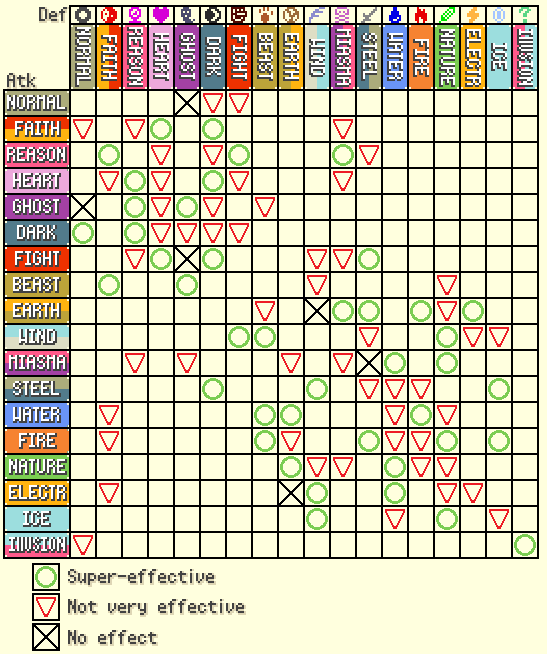 Def
NORMAL FAITH REASON HEART GHOST DARK FIGHT BEAST EARTH WIND MIASMA STEEL WATER FIRE NATURE ELECTR ICE ILLUSION
Atk
NORMAL
FAITH
REASON
HEART
GHOST
DARK
FIGHT
BEAST
EARTH
WIND
MIASMA
STEEL
WATER
FIRE
NATURE
ELECTR
ICE
ILLUSION
Super-effective
Not very effective
No effect